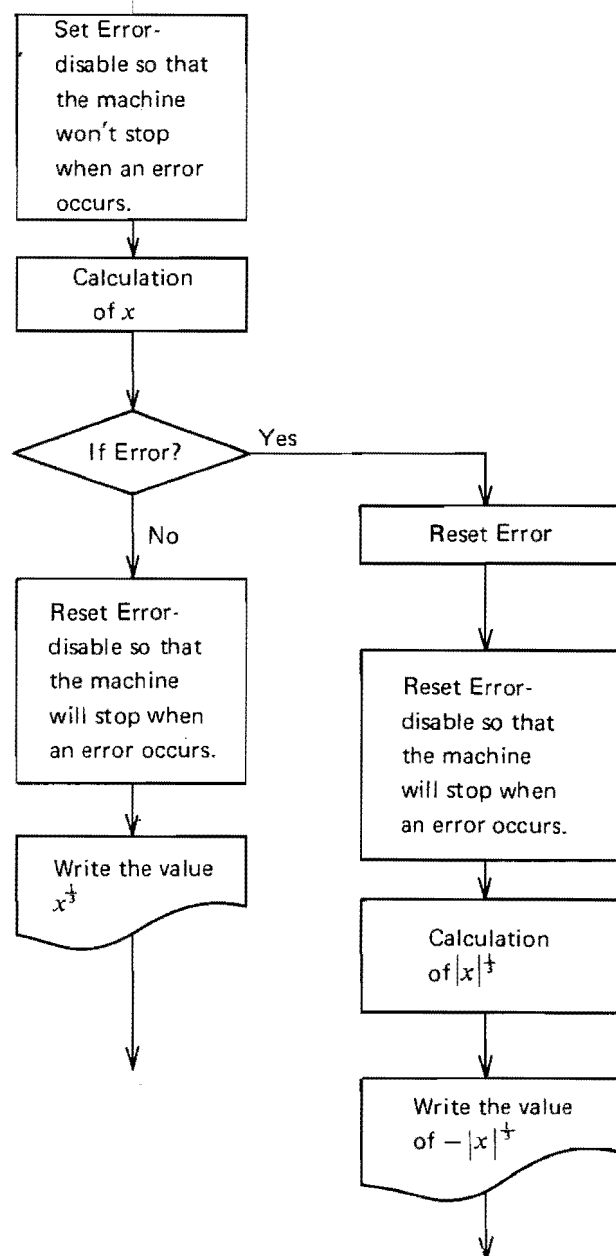 Set Error-
disable so that
the machine
won't stop
when an error
occurs.
Calculation
of x
If Error?
Yes
No
Reset Error-
disable so that
the machine
will stop when
an error occurs.
Write the value
x^{1/3}
Reset Error
Reset Error-
disable so that
the machine
will stop when
an error occurs.
Calculation
of |x|^{1/3}
Write the value
of −|x|^{1/3}